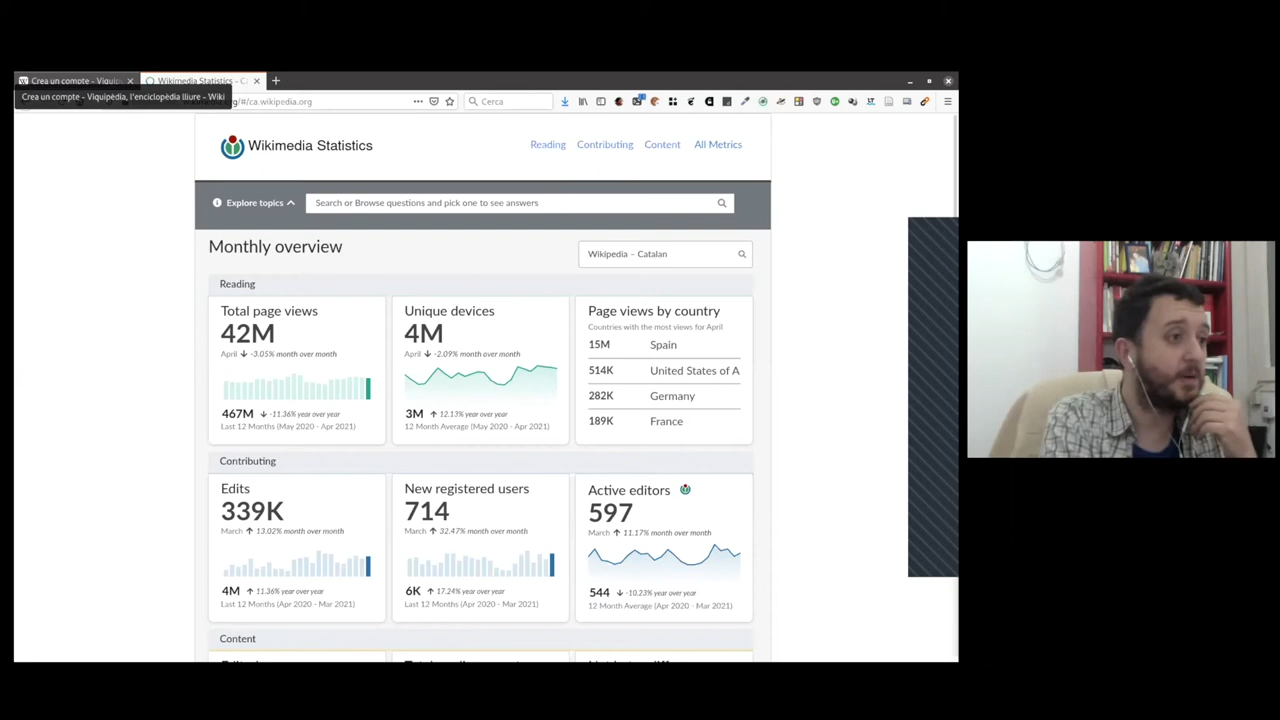 Crea un compte - Viquip
Wikimedia Statistics - C
Crea un compte - Viquipèdia, l'enciclopèdia lliure - Wiki
/#/ca.wikipedia.org
Cerca
Wikimedia Statistics
Reading Contributing Content All Metrics
Explore topics
Search or Browse questions and pick one to see answers
Monthly overview
Wikipedia – Catalan
Reading
Total page views
42M
April -3.05% month over month
467M -11.36% year over year
Last 12 Months (May 2020 - Apr 2021)
Unique devices
4M
April -2.09% month over month
3M 12.13% year over year
12 Month Average (May 2020 - Apr 2021)
Page views by country
Countries with the most views for April
15M Spain
514K United States of A
282K Germany
189K France
Contributing
Edits
339K
March 13.02% month over month
4M 11.36% year over year
Last 12 Months (Apr 2020 - Mar 2021)
New registered users
714
March 32.47% month over month
6K 17.24% year over year
Last 12 Months (Apr 2020 - Mar 2021)
Active editors
597
March 11.17% month over month
544 -10.23% year over year
12 Month Average (Apr 2020 - Mar 2021)
Content